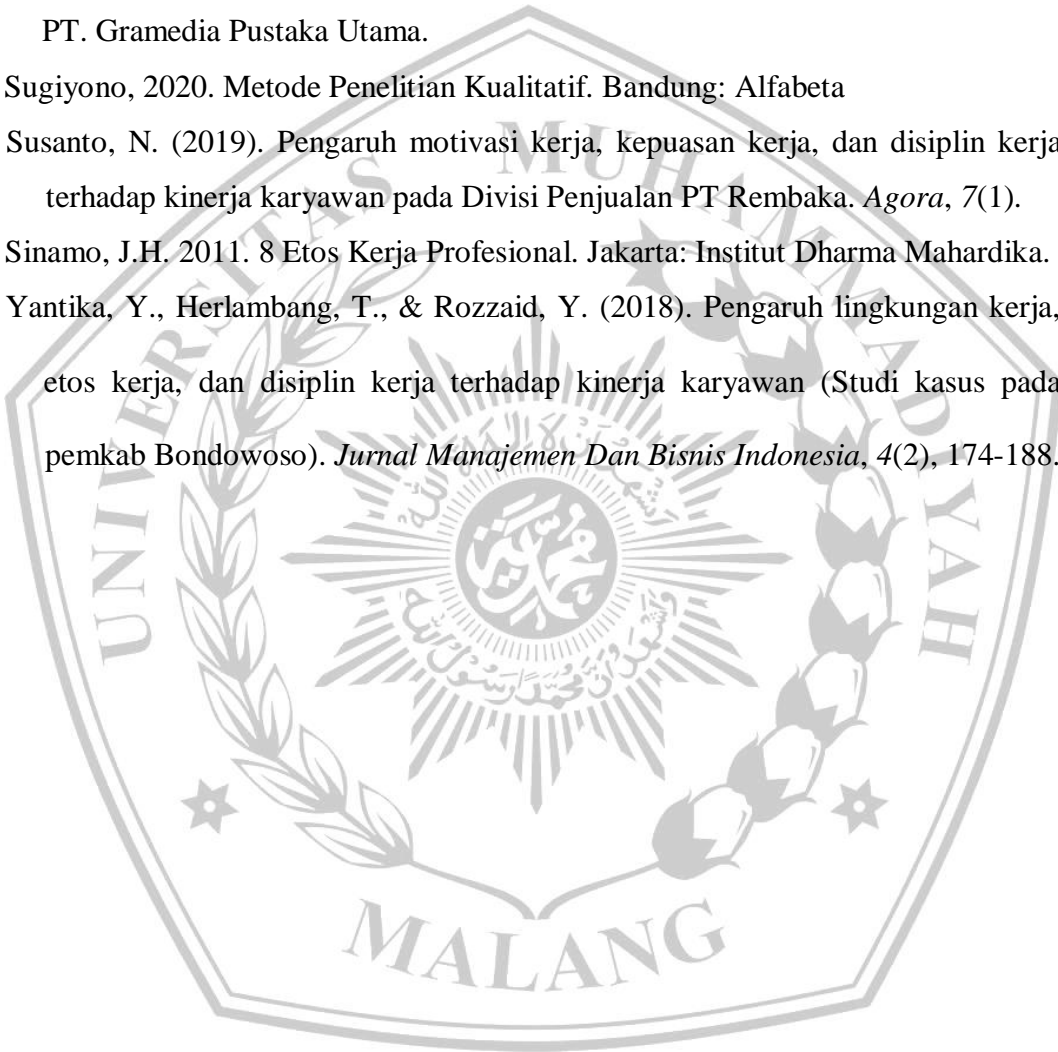 PT. Gramedia Pustaka Utama.
Sugiyono, 2020. Metode Penelitian Kualitatif. Bandung: Alfabeta
Susanto, N. (2019). Pengaruh motivasi kerja, kepuasan kerja, dan disiplin kerja
terhadap kinerja karyawan pada Divisi Penjualan PT Rembaka. Agora, 7(1).
Sinamo, J.H. 2011. 8 Etos Kerja Profesional. Jakarta: Institut Dharma Mahardika.
Yantika, Y., Herlambang, T., & Rozzaid, Y. (2018). Pengaruh lingkungan kerja,
etos kerja, dan disiplin kerja terhadap kinerja karyawan (Studi kasus pada
pemkab Bondowoso). Jurnal Manajemen Dan Bisnis Indonesia, 4(2), 174-188.
UNIVERSITAS MUHAMMADIYAH
MALANG